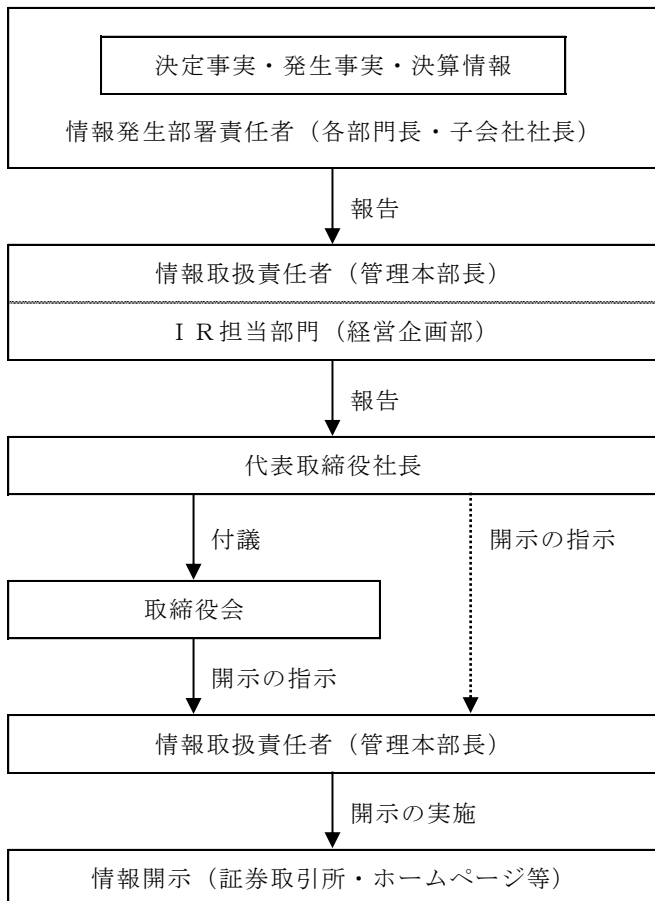 決定事実・発生事実・決算情報
情報発生部署責任者（各部門長・子会社社長）
報告
情報取扱責任者（管理本部長）
ＩＲ担当部門（経営企画部）
報告
代表取締役社長
付議
開示の指示
取締役会
開示の指示
情報取扱責任者（管理本部長）
開示の実施
情報開示（証券取引所・ホームページ等）